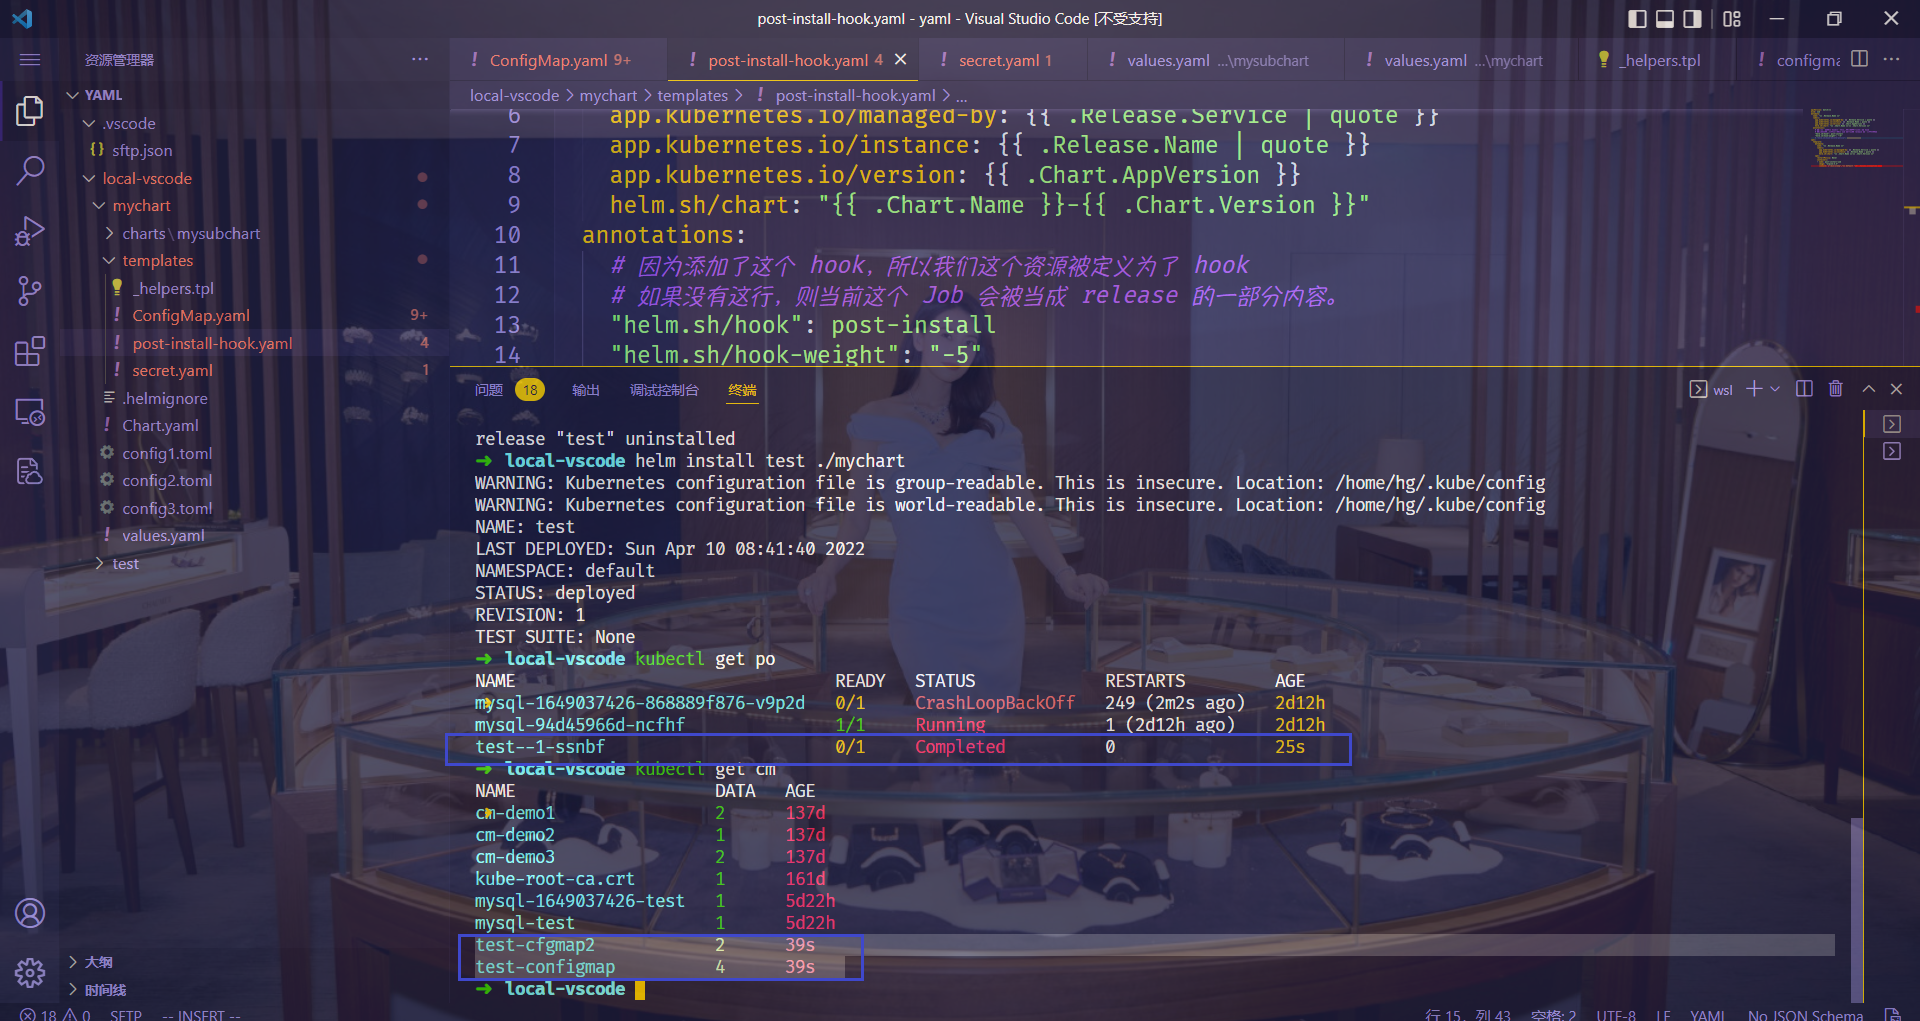 post-install-hook.yaml - yaml - Visual Studio Code [不受支持]
资源管理器
YAML
.vscode
sftp.json
local-vscode
mychart
charts\mysubchart
templates
_helpers.tpl
ConfigMap.yaml 9+
post-install-hook.yaml 4
secret.yaml 1
.helmignore
Chart.yaml
config1.toml
config2.toml
config3.toml
values.yaml
test
大纲
时间线
ConfigMap.yaml 9+ post-install-hook.yaml 4 secret.yaml 1 values.yaml ...\mysubchart values.yaml ...\mychart _helpers.tpl configma
local-vscode > mychart > templates > ! post-install-hook.yaml > ...
6 app.kubernetes.io/managed-by: {{ .Release.Service | quote }}
7 app.kubernetes.io/instance: {{ .Release.Name | quote }}
8 app.kubernetes.io/version: {{ .Chart.AppVersion }}
9 helm.sh/chart: "{{ .Chart.Name }}-{{ .Chart.Version }}"
10 annotations:
11 # 因为添加了这个 hook，所以我们这个资源被定义为了 hook
12 # 如果没有这行，则当前这个 Job 会被当成 release 的一部分内容。
13 "helm.sh/hook": post-install
14 "helm.sh/hook-weight": "-5"
问题 18 输出 调试控制台 终端
wsl
release "test" uninstalled
➜ local-vscode helm install test ./mychart
WARNING: Kubernetes configuration file is group-readable. This is insecure. Location: /home/hg/.kube/config
WARNING: Kubernetes configuration file is world-readable. This is insecure. Location: /home/hg/.kube/config
NAME: test
LAST DEPLOYED: Sun Apr 10 08:41:40 2022
NAMESPACE: default
STATUS: deployed
REVISION: 1
TEST SUITE: None
➜ local-vscode kubectl get po
NAME READY STATUS RESTARTS AGE
mysql-1649037426-868889f876-v9p2d 0/1 CrashLoopBackOff 249 (2m2s ago) 2d12h
mysql-94d45966d-ncfhf 1/1 Running 1 (2d12h ago) 2d12h
test--1-ssnbf 0/1 Completed 0 25s
➜ local-vscode kubectl get cm
NAME DATA AGE
cm-demo1 2 137d
cm-demo2 1 137d
cm-demo3 2 137d
kube-root-ca.crt 1 161d
mysql-1649037426-test 1 5d22h
mysql-test 1 5d22h
test-cfgmap2 2 39s
test-configmap 4 39s
➜ local-vscode
18 0 SFTP -- INSERT -- 行 15，列 43 空格: 2 UTF-8 LF YAML No JSON Schema